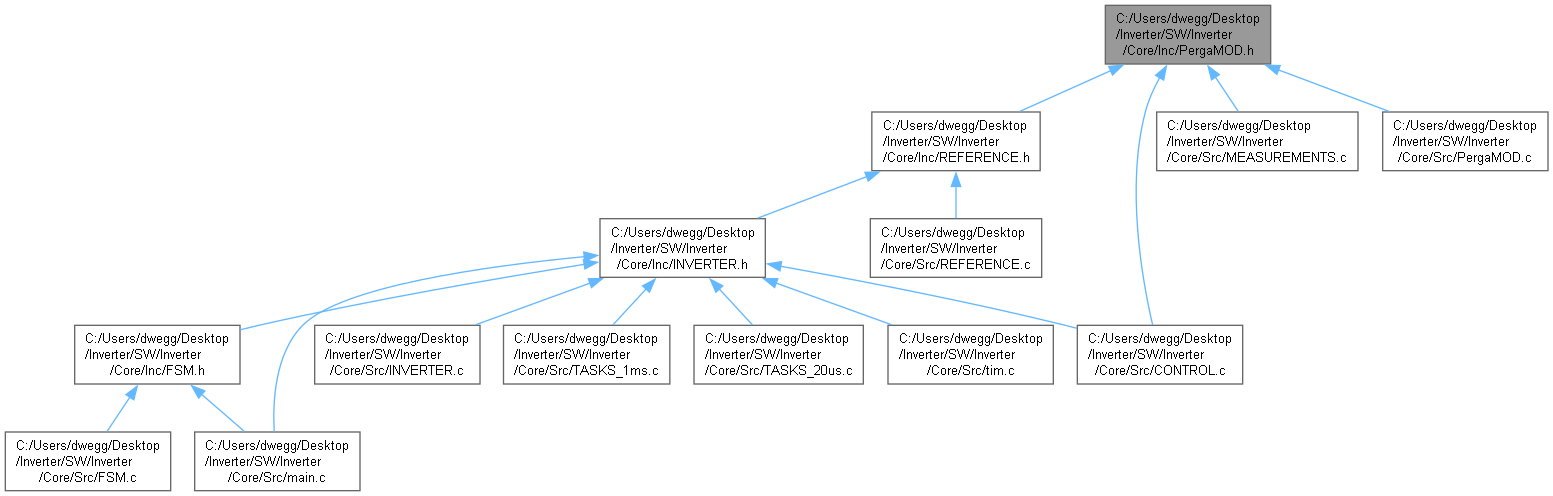 C:/Users/dwegg/Desktop
/Inverter/SW/Inverter
/Core/Inc/PergaMOD.h
C:/Users/dwegg/Desktop
/Inverter/SW/Inverter
/Core/Inc/REFERENCE.h
C:/Users/dwegg/Desktop
/Inverter/SW/Inverter
/Core/Src/MEASUREMENTS.c
C:/Users/dwegg/Desktop
/Inverter/SW/Inverter
/Core/Src/PergaMOD.c
C:/Users/dwegg/Desktop
/Inverter/SW/Inverter
/Core/Inc/INVERTER.h
C:/Users/dwegg/Desktop
/Inverter/SW/Inverter
/Core/Src/REFERENCE.c
C:/Users/dwegg/Desktop
/Inverter/SW/Inverter
/Core/Inc/FSM.h
C:/Users/dwegg/Desktop
/Inverter/SW/Inverter
/Core/Src/INVERTER.c
C:/Users/dwegg/Desktop
/Inverter/SW/Inverter
/Core/Src/TASKS_1ms.c
C:/Users/dwegg/Desktop
/Inverter/SW/Inverter
/Core/Src/TASKS_20us.c
C:/Users/dwegg/Desktop
/Inverter/SW/Inverter
/Core/Src/tim.c
C:/Users/dwegg/Desktop
/Inverter/SW/Inverter
/Core/Src/CONTROL.c
C:/Users/dwegg/Desktop
/Inverter/SW/Inverter
/Core/Src/FSM.c
C:/Users/dwegg/Desktop
/Inverter/SW/Inverter
/Core/Src/main.c